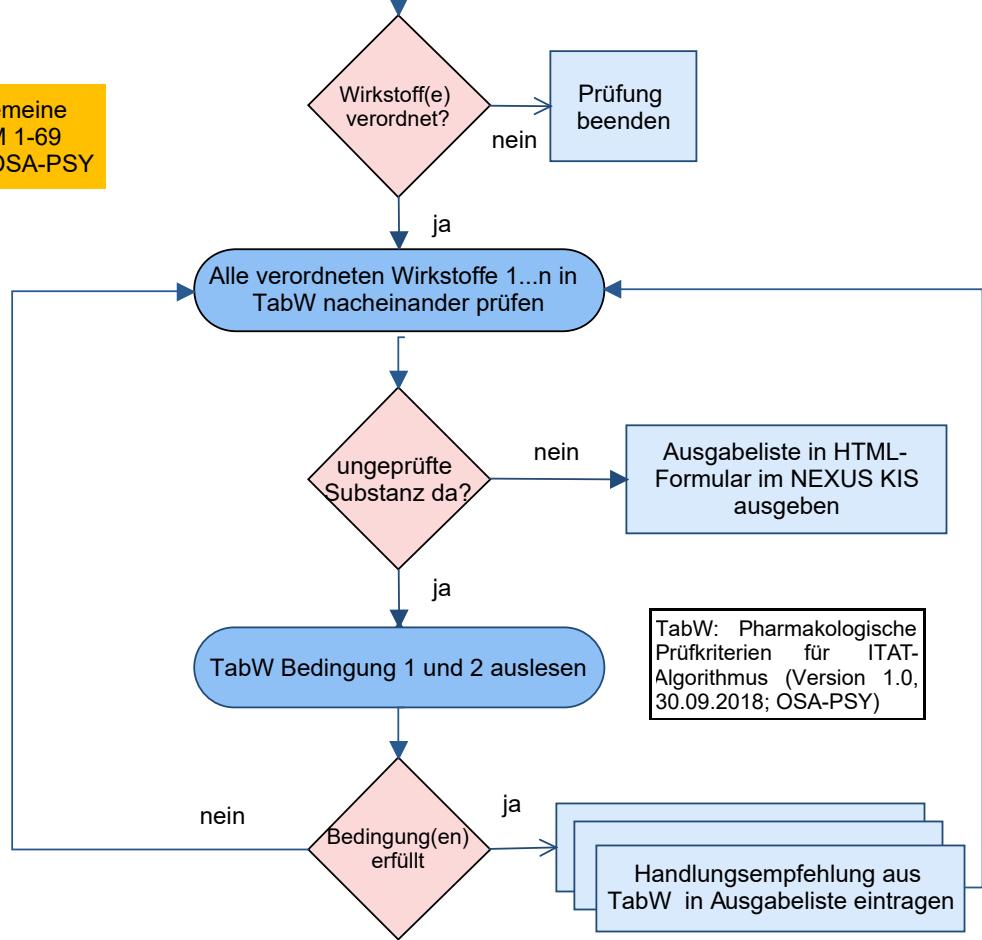 Wirkstoff(e)
verordnet?
Prüfung
beenden
nein
emeine
1-69
OSA-PSY
ja
Alle verordneten Wirkstoffe 1...n in
TabW nacheinander prüfen
ungeprüfte
Substanz da?
nein
Ausgabeliste in HTML-
Formular im NEXUS KIS
ausgeben
ja
TabW Bedingung 1 und 2 auslesen
TabW: Pharmakologische
Prüfkriterien für ITAT-
Algorithmus (Version 1.0,
30.09.2018; OSA-PSY)
nein
Bedingung(en)
erfüllt
ja
Handlungsempfehlung aus
TabW in Ausgabeliste eintragen